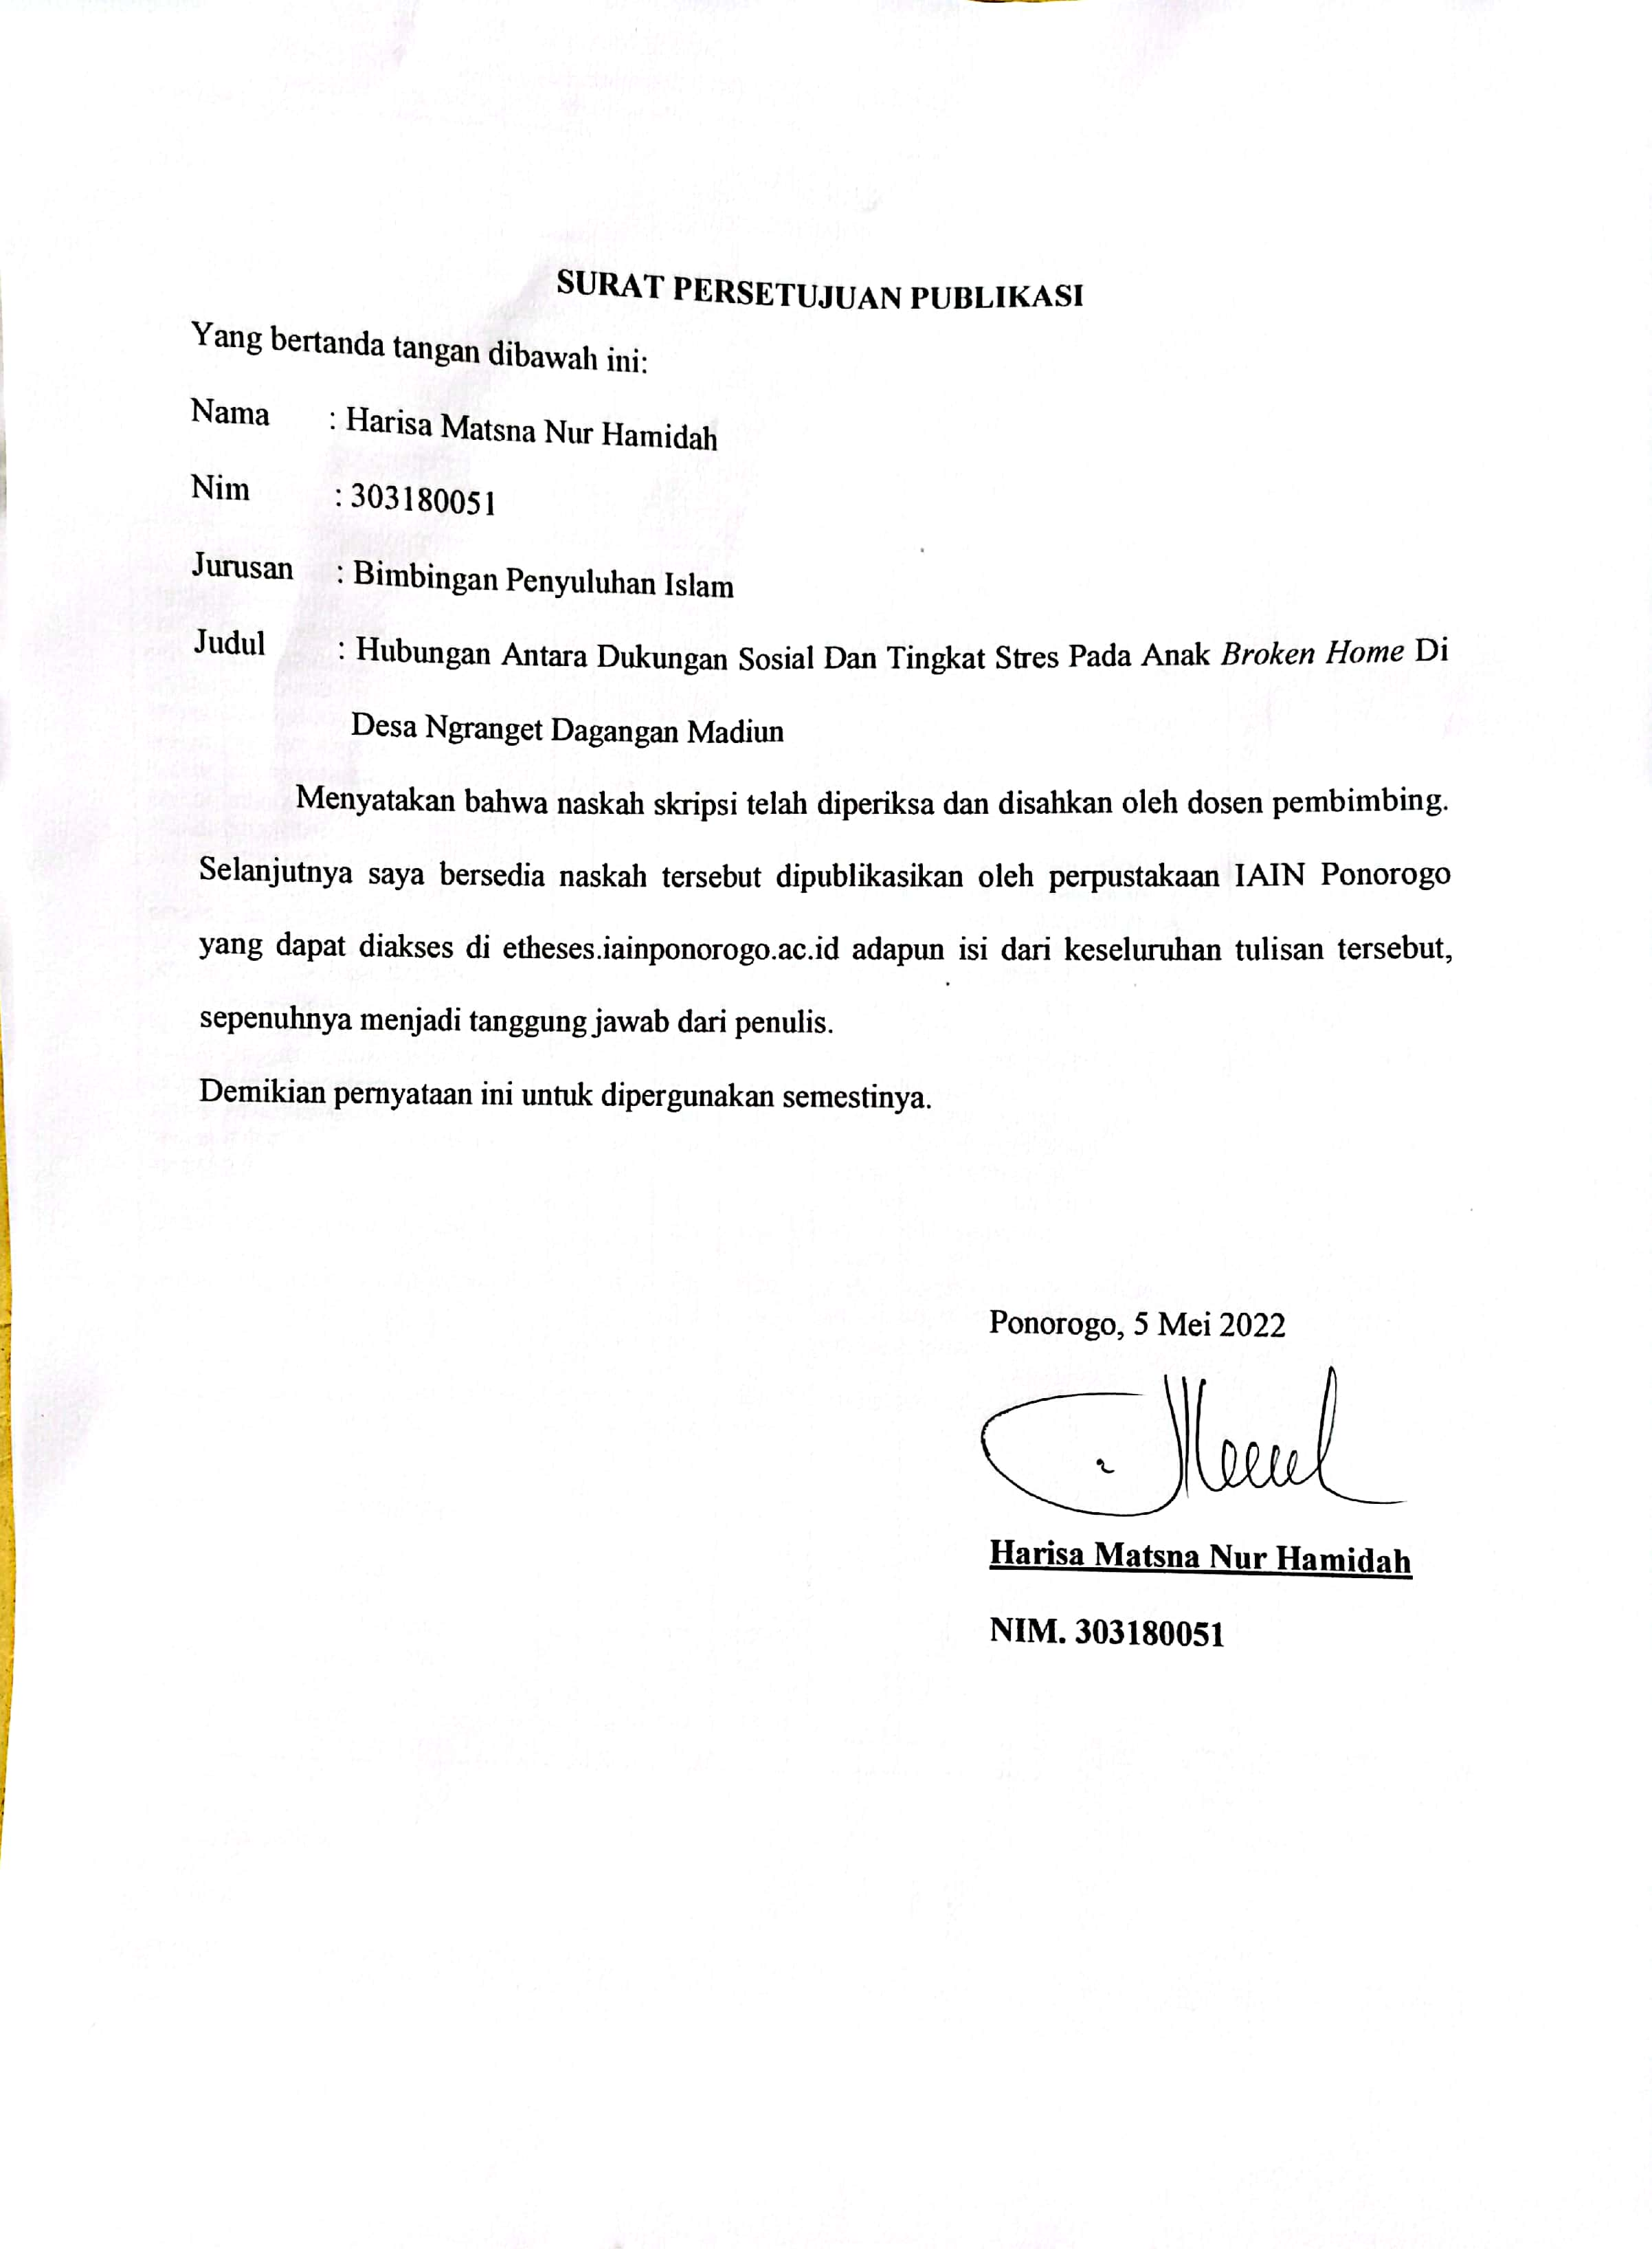 SURAT PERSETUJUAN PUBLIKASI
Yang bertanda tangan dibawah ini:
Nama : Harisa Matsna Nur Hamidah
Nim : 303180051
Jurusan : Bimbingan Penyuluhan Islam
Judul : Hubungan Antara Dukungan Sosial Dan Tingkat Stres Pada Anak Broken Home Di
Desa Ngranget Dagangan Madiun
Menyatakan bahwa naskah skripsi telah diperiksa dan disahkan oleh dosen pembimbing.
Selanjutnya saya bersedia naskah tersebut dipublikasikan oleh perpustakaan IAIN Ponorogo
yang dapat diakses di etheses.iainponorogo.ac.id adapun isi dari keseluruhan tulisan tersebut,
sepenuhnya menjadi tanggung jawab dari penulis.
Demikian pernyataan ini untuk dipergunakan semestinya.
Ponorogo, 5 Mei 2022
Harisa Matsna Nur Hamidah
NIM. 303180051